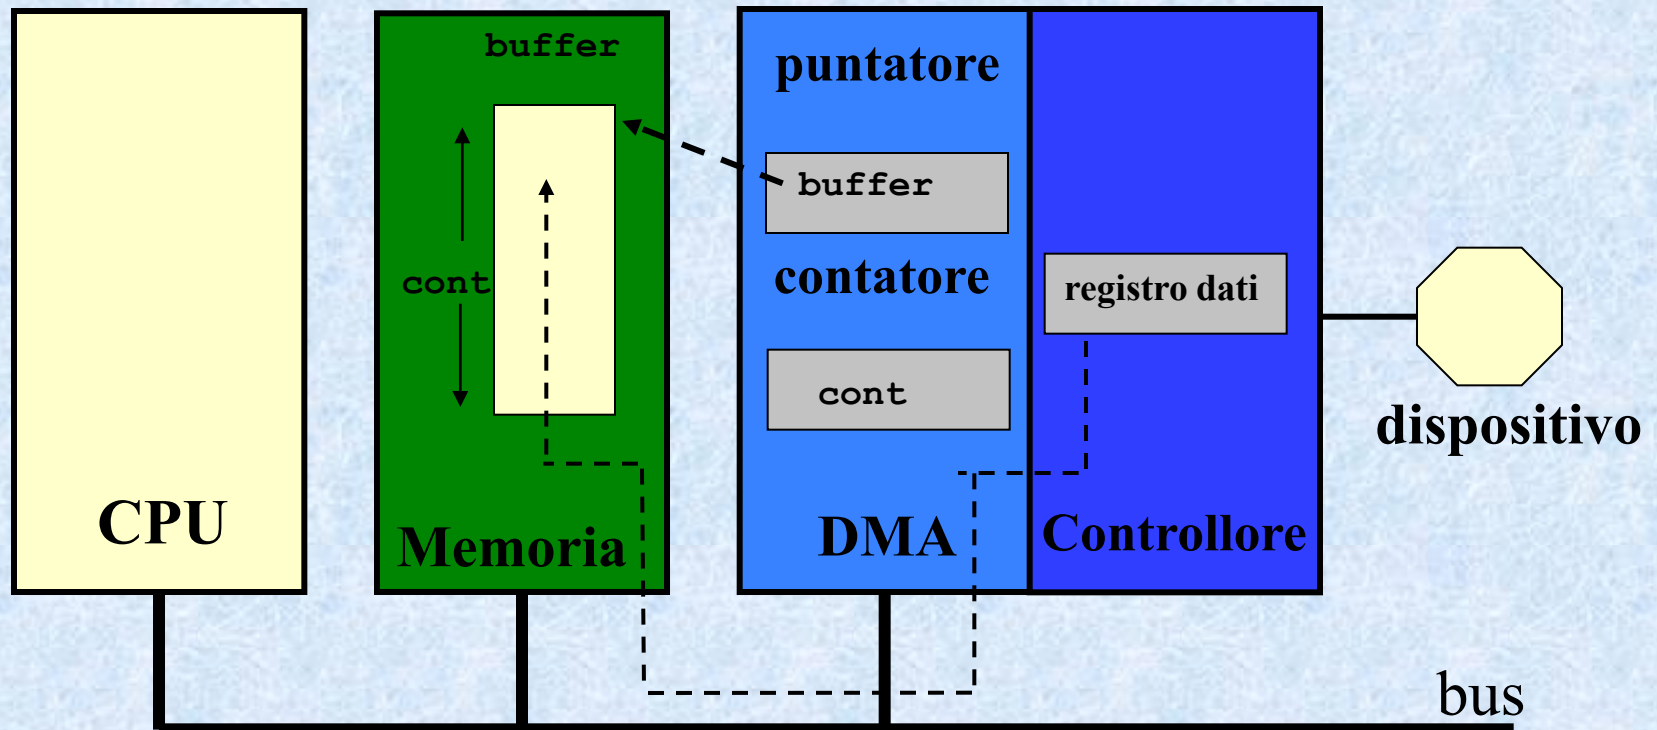 buffer
cont
CPU
Memoria
puntatore
buffer
contatore
cont
DMA
registro dati
Controllore
dispositivo
bus